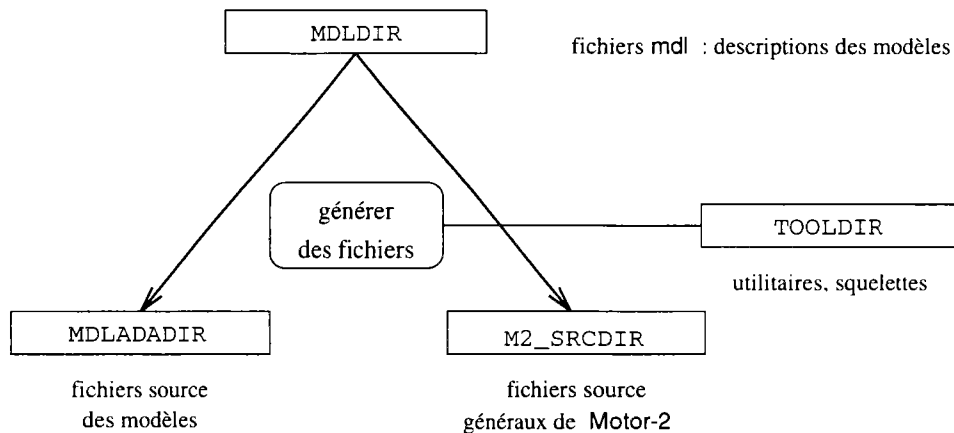 MDLDIR
fichiers mdl : descriptions des modèles
générer
des fichiers
TOOLDIR
utilitaires, squelettes
MDLADADIR
M2_SRCDIR
fichiers source
des modèles
fichiers source
généraux de Motor-2